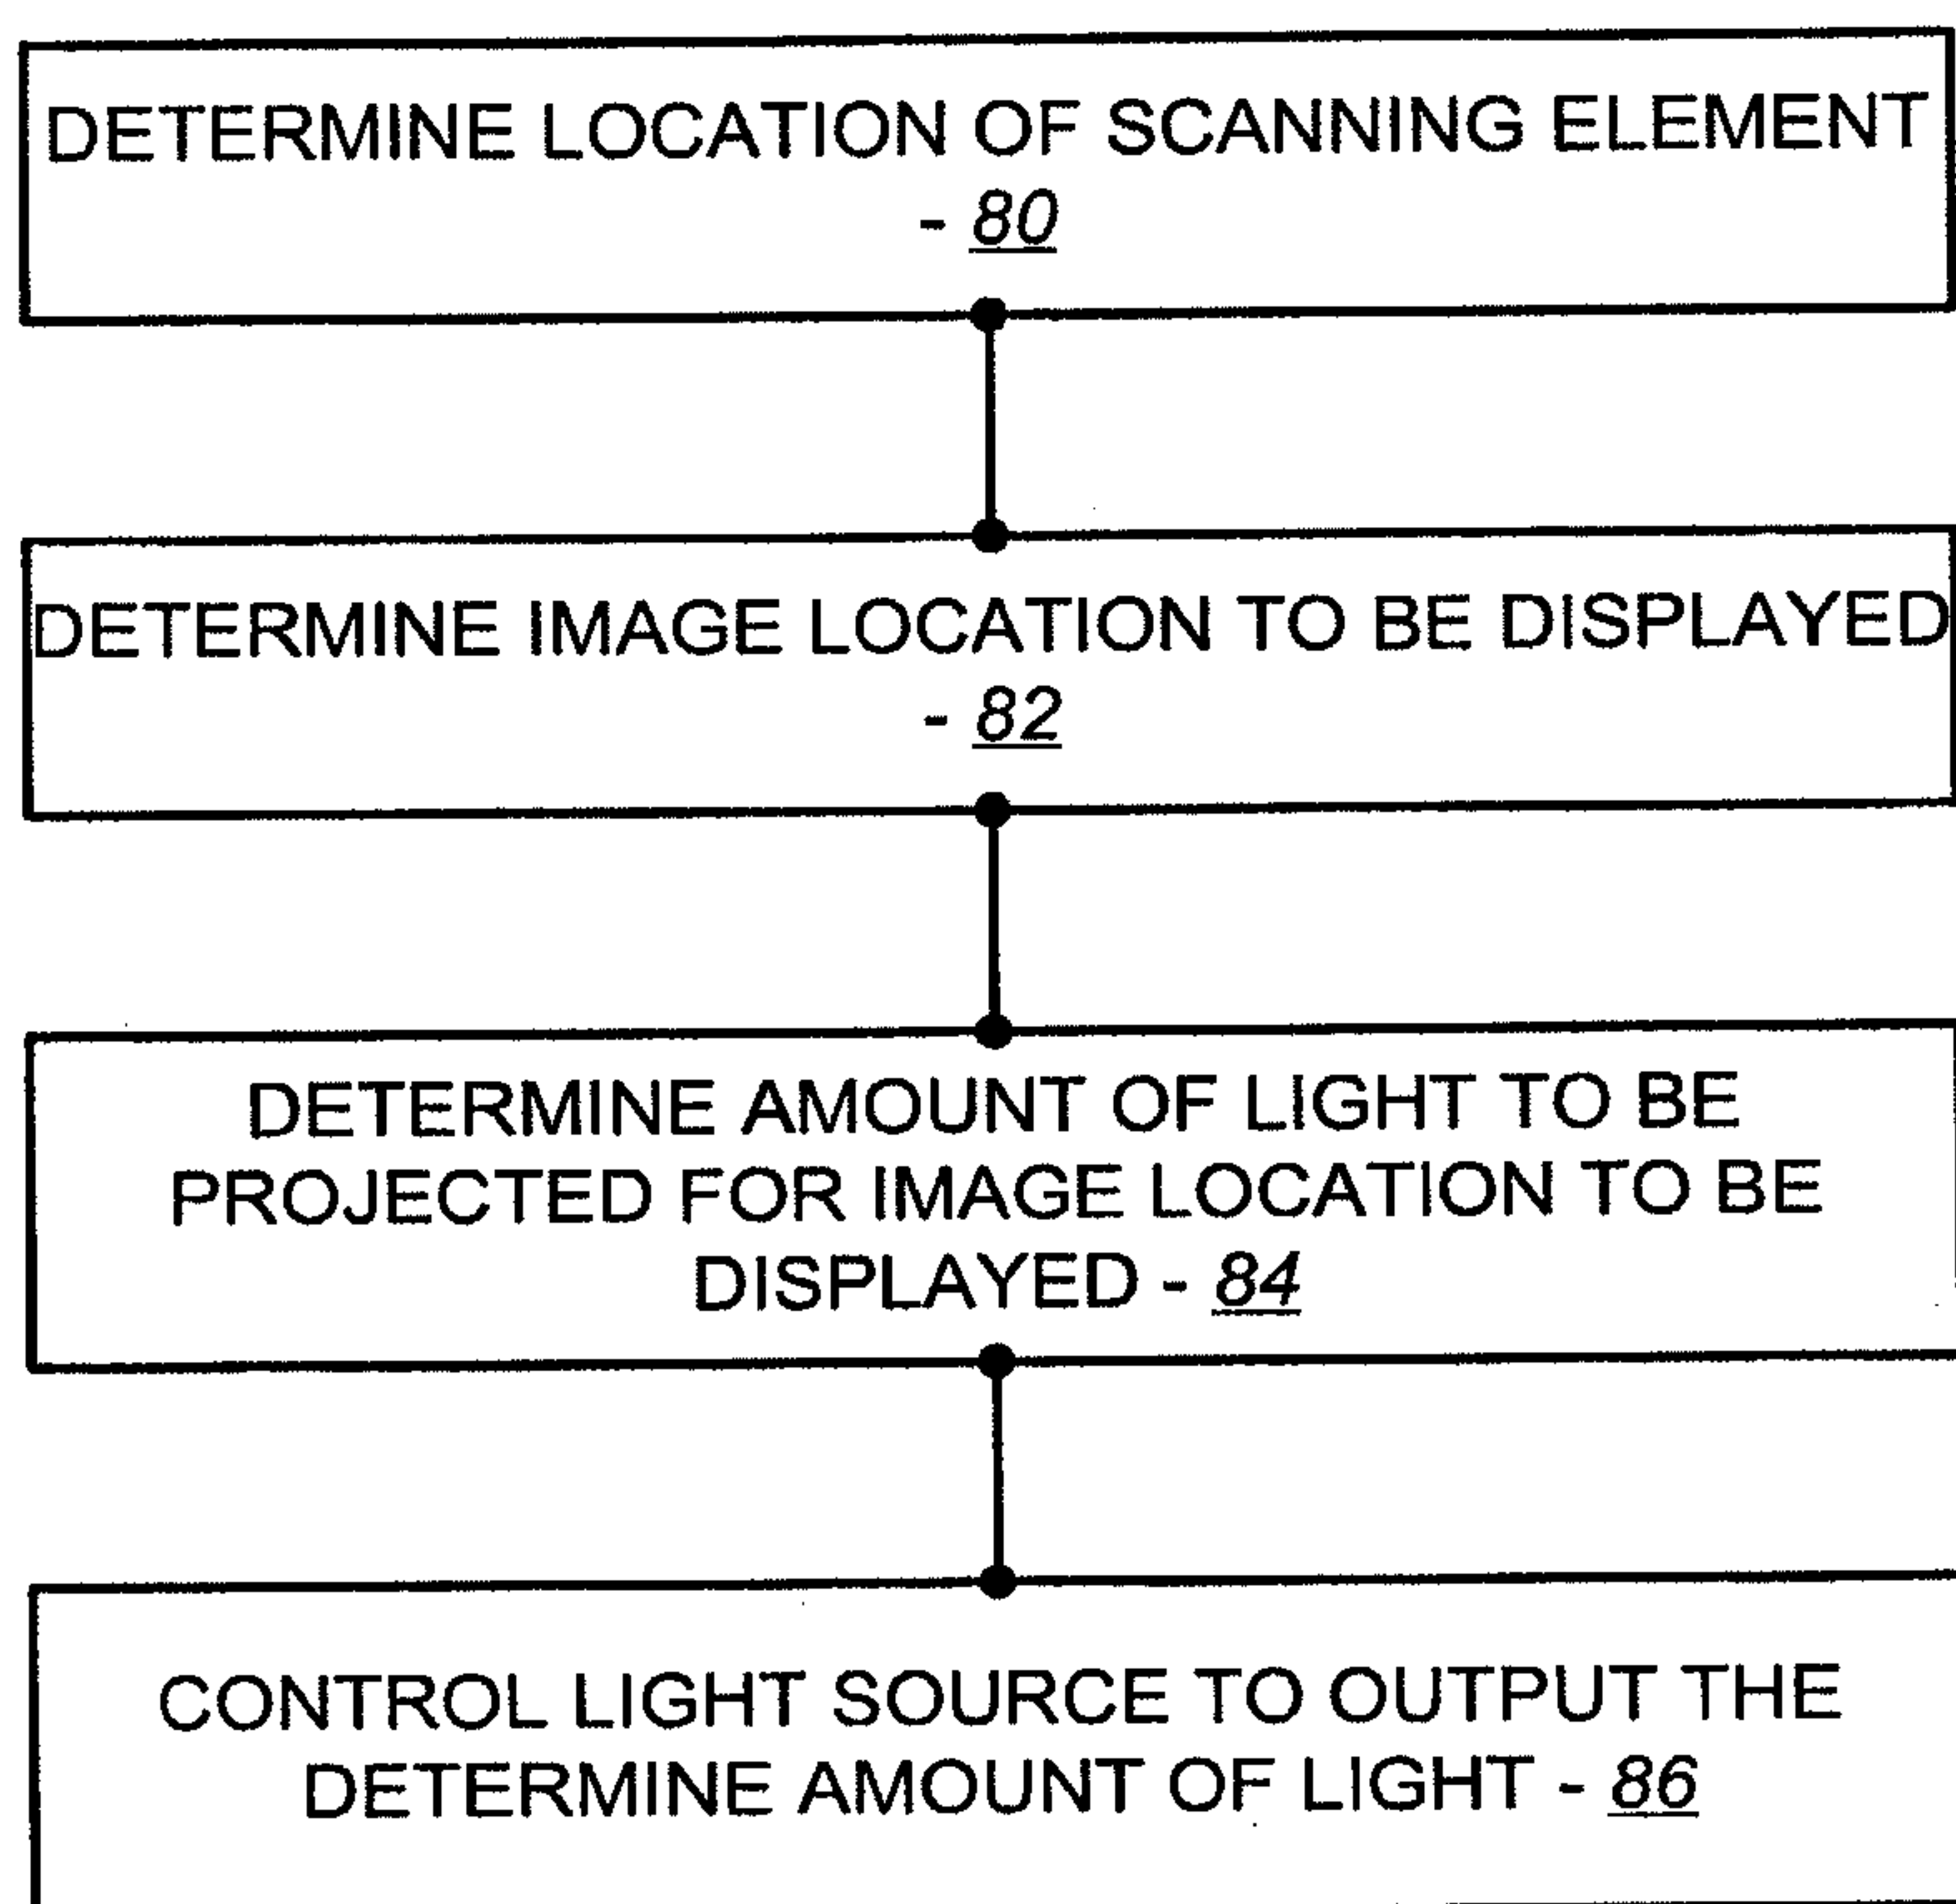 DETERMINE LOCATION OF SCANNING ELEMENT
- 80
DETERMINE IMAGE LOCATION TO BE DISPLAYED
- 82
DETERMINE AMOUNT OF LIGHT TO BE
PROJECTED FOR IMAGE LOCATION TO BE
DISPLAYED - 84
CONTROL LIGHT SOURCE TO OUTPUT THE
DETERMINE AMOUNT OF LIGHT - 86